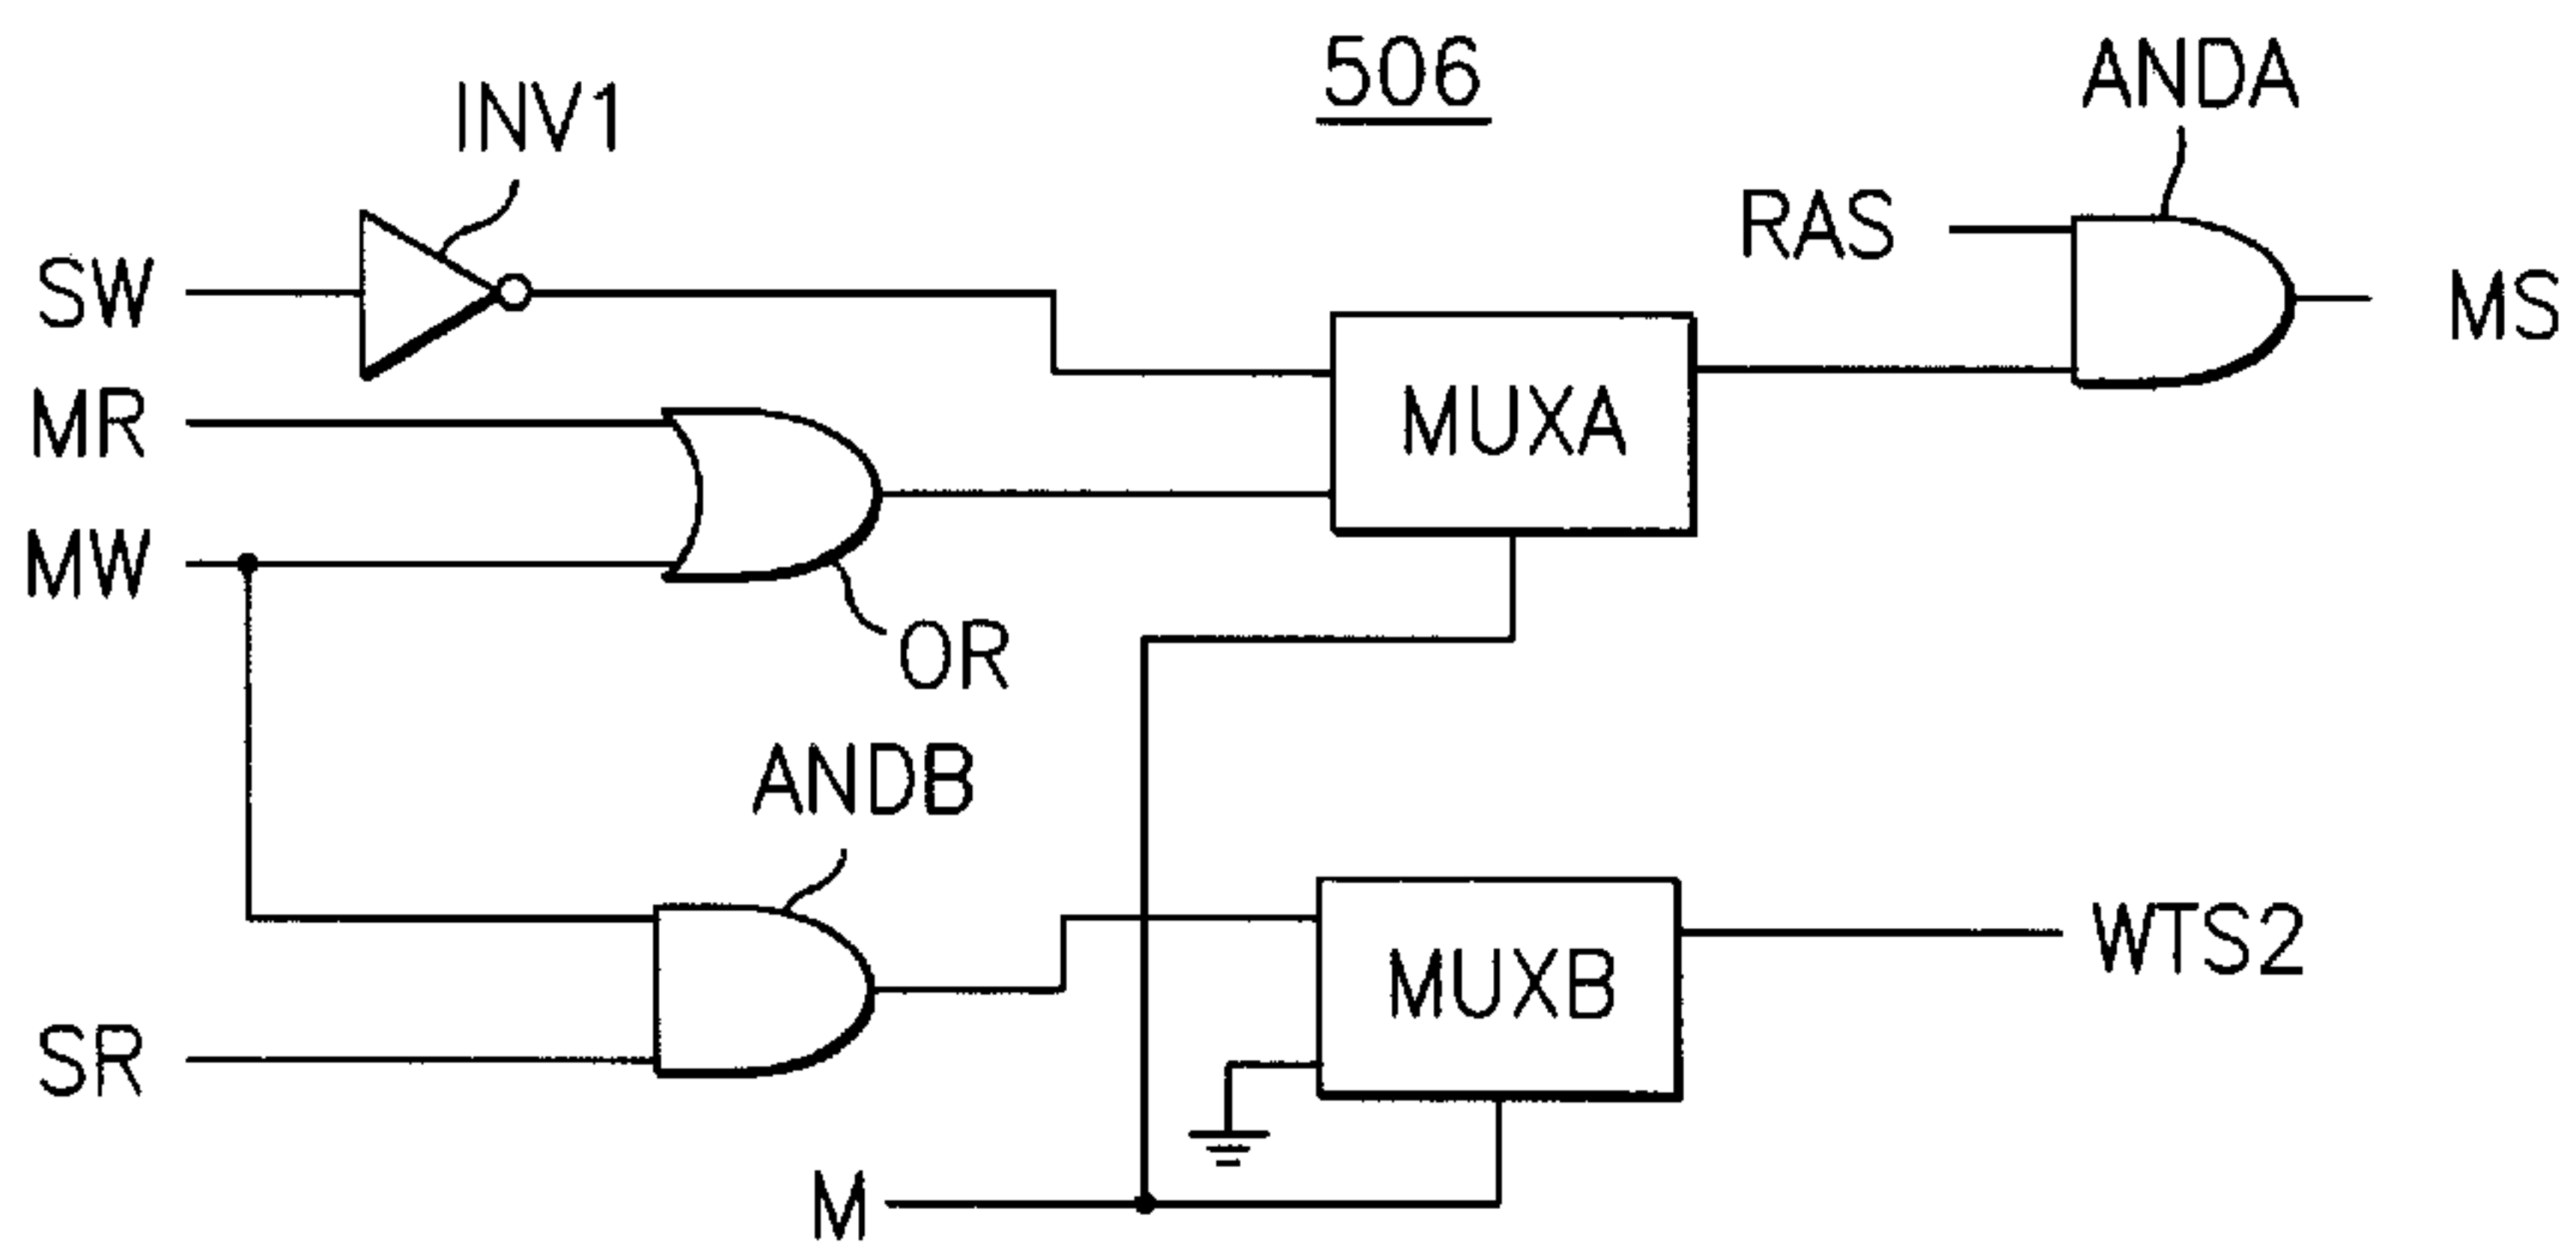 506
ANDA
INV1
RAS
SW
MS
MR
MUXA
MW
OR
ANDB
WTS2
MUXB
SR
M